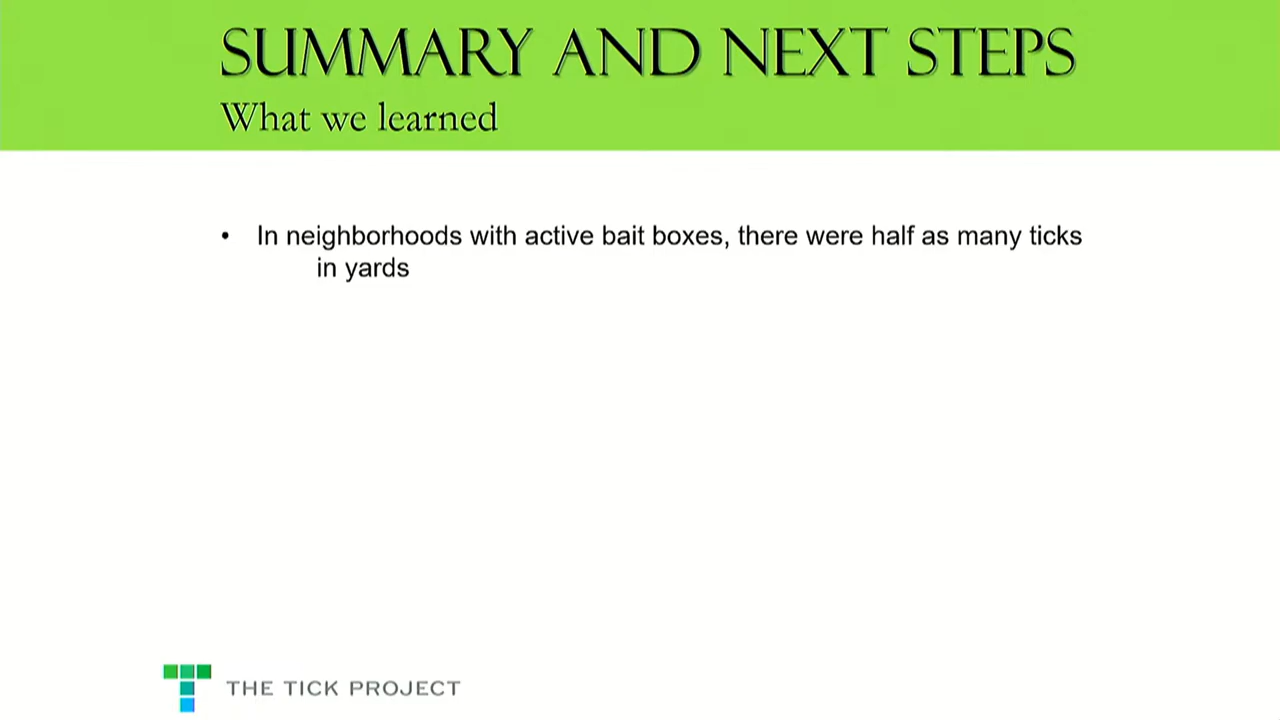 SUMMARY AND NEXT STEPS
What we learned
• In neighborhoods with active bait boxes, there were half as many ticks
in yards
THE TICK PROJECT